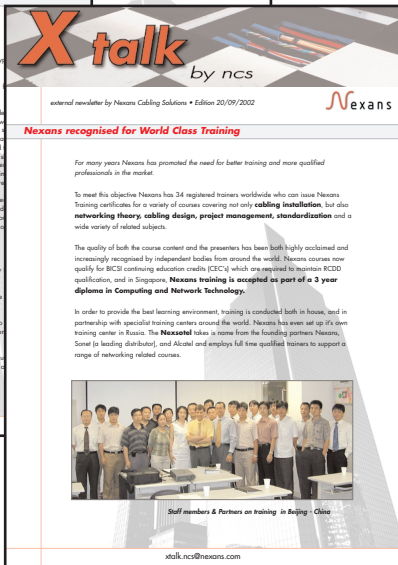 X talk
by ncs
external newsletter by Nexans Cabling Solutions • Edition 20/09/2002
Nexans
Nexans recognised for World Class Training
For many years Nexans has promoted the need for better training and more qualified
professionals in the market.
To meet this objective Nexans has 34 registered trainers worldwide who can issue Nexans
Training certificates for a variety of courses covering not only cabling installation, but also
networking theory, cabling design, project management, standardization and a
wide variety of related subjects.
The quality of both the course content and the presenters has been both highly acclaimed and
increasingly recognised by independent bodies from around the world. Nexans courses now
qualify for BICSI continuing education credits (CEC's) which are required to maintain RCDD
qualification, and in Singapore, Nexans training is accepted as part of a 3 year
diploma in Computing and Network Technology.
In order to provide the best learning environment, training is conducted both in house, and in
partnership with specialist training centers around the world. Nexans has even set up it's own
training center in Russia. The Nexsotel takes is name from the founding partners Nexans,
Sonet (a leading distributor), and Alcatel and employs full time qualified trainers to support a
range of networking related courses.
Staff members & Partners on training in Beijing - China
xtalk.ncs@nexans.com